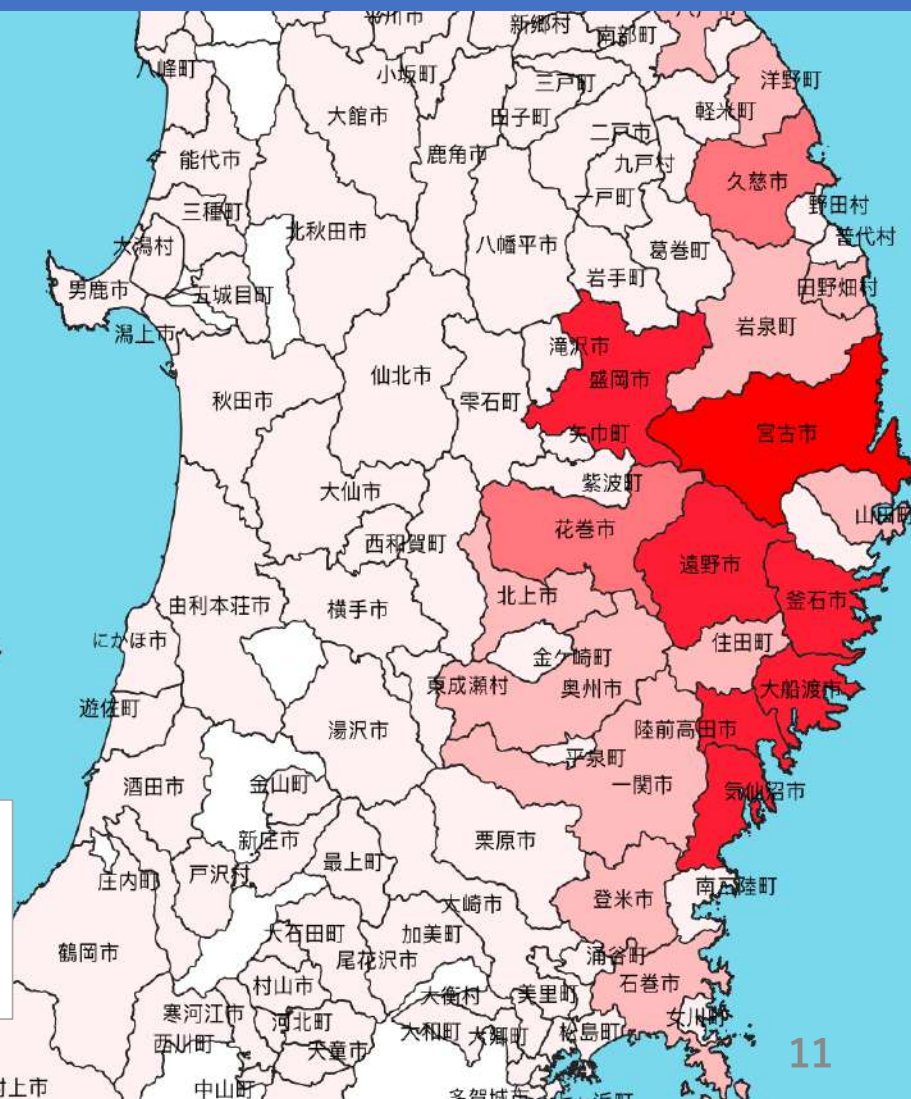 新郷村
南部町
八峰町
小坂町
三戸町
洋野町
大館市
田子町
軽米町
二戸市
能代市
鹿角市
九戸村
久慈市
一戸町
野田村
三種町
大潟村
北秋田市
八幡平市
葛巻町
普代村
岩手町
男鹿市
五城目町
田野畑村
潟上市
岩泉町
滝沢市
仙北市
盛岡市
秋田市
雫石町
矢巾町
宮古市
紫波町
大仙市
山田町
花巻市
西和賀町
遠野市
北上市
釜石市
由利本荘市
横手市
にかほ市
住田町
金ケ崎町
東成瀬村
奥州市
大船渡市
遊佐町
湯沢市
陸前高田市
平泉町
酒田市
金山町
一関市
気仙沼市
新庄市
栗原市
最上町
庄内町
戸沢村
南三陸町
登米市
大崎市
大石田町
加美町
鶴岡市
尾花沢市
涌谷町
村山市
石巻市
大衡村
美里町
寒河江市
河北町
女川町
西川町
天童市
大和町
大郷町
松島町
11
中山町